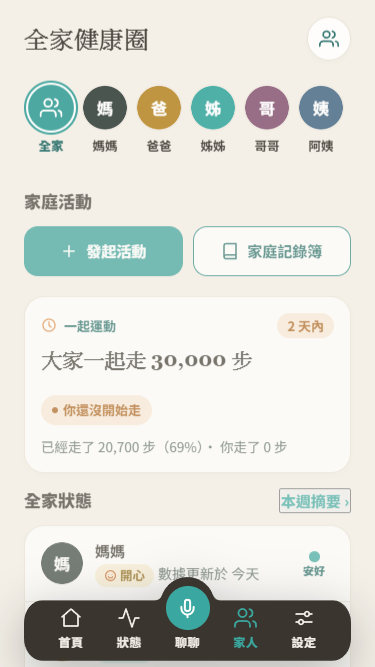 全家健康圈
媽 爸 姊 哥 姨
全家 媽媽 爸爸 姊姊 哥哥 阿姨
家庭活動
＋ 發起活動 家庭記錄簿
一起運動 2 天內
大家一起走 30,000 步
• 你還沒開始走
已經走了 20,700 步（69%）· 你走了 0 步
全家狀態 本週摘要 ›
媽 媽媽
開心 數據更新於 今天 安好
首頁 狀態 聊聊 家人 設定